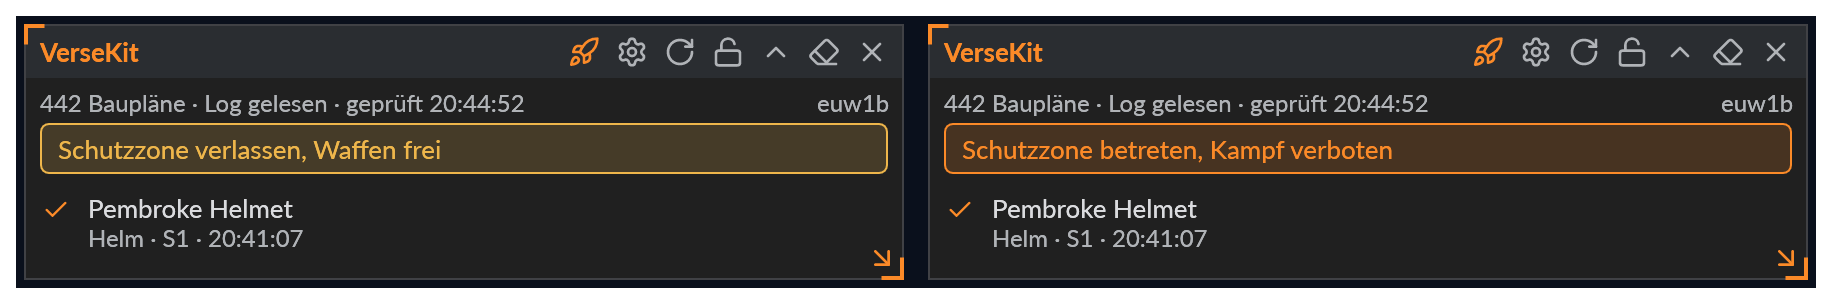 VerseKit
442 Baupläne · Log gelesen · geprüft 20:44:52 euw1b
Schutzzone verlassen, Waffen frei
Pembroke Helmet
Helm · S1 · 20:41:07
VerseKit
442 Baupläne · Log gelesen · geprüft 20:44:52 euw1b
Schutzzone betreten, Kampf verboten
Pembroke Helmet
Helm · S1 · 20:41:07